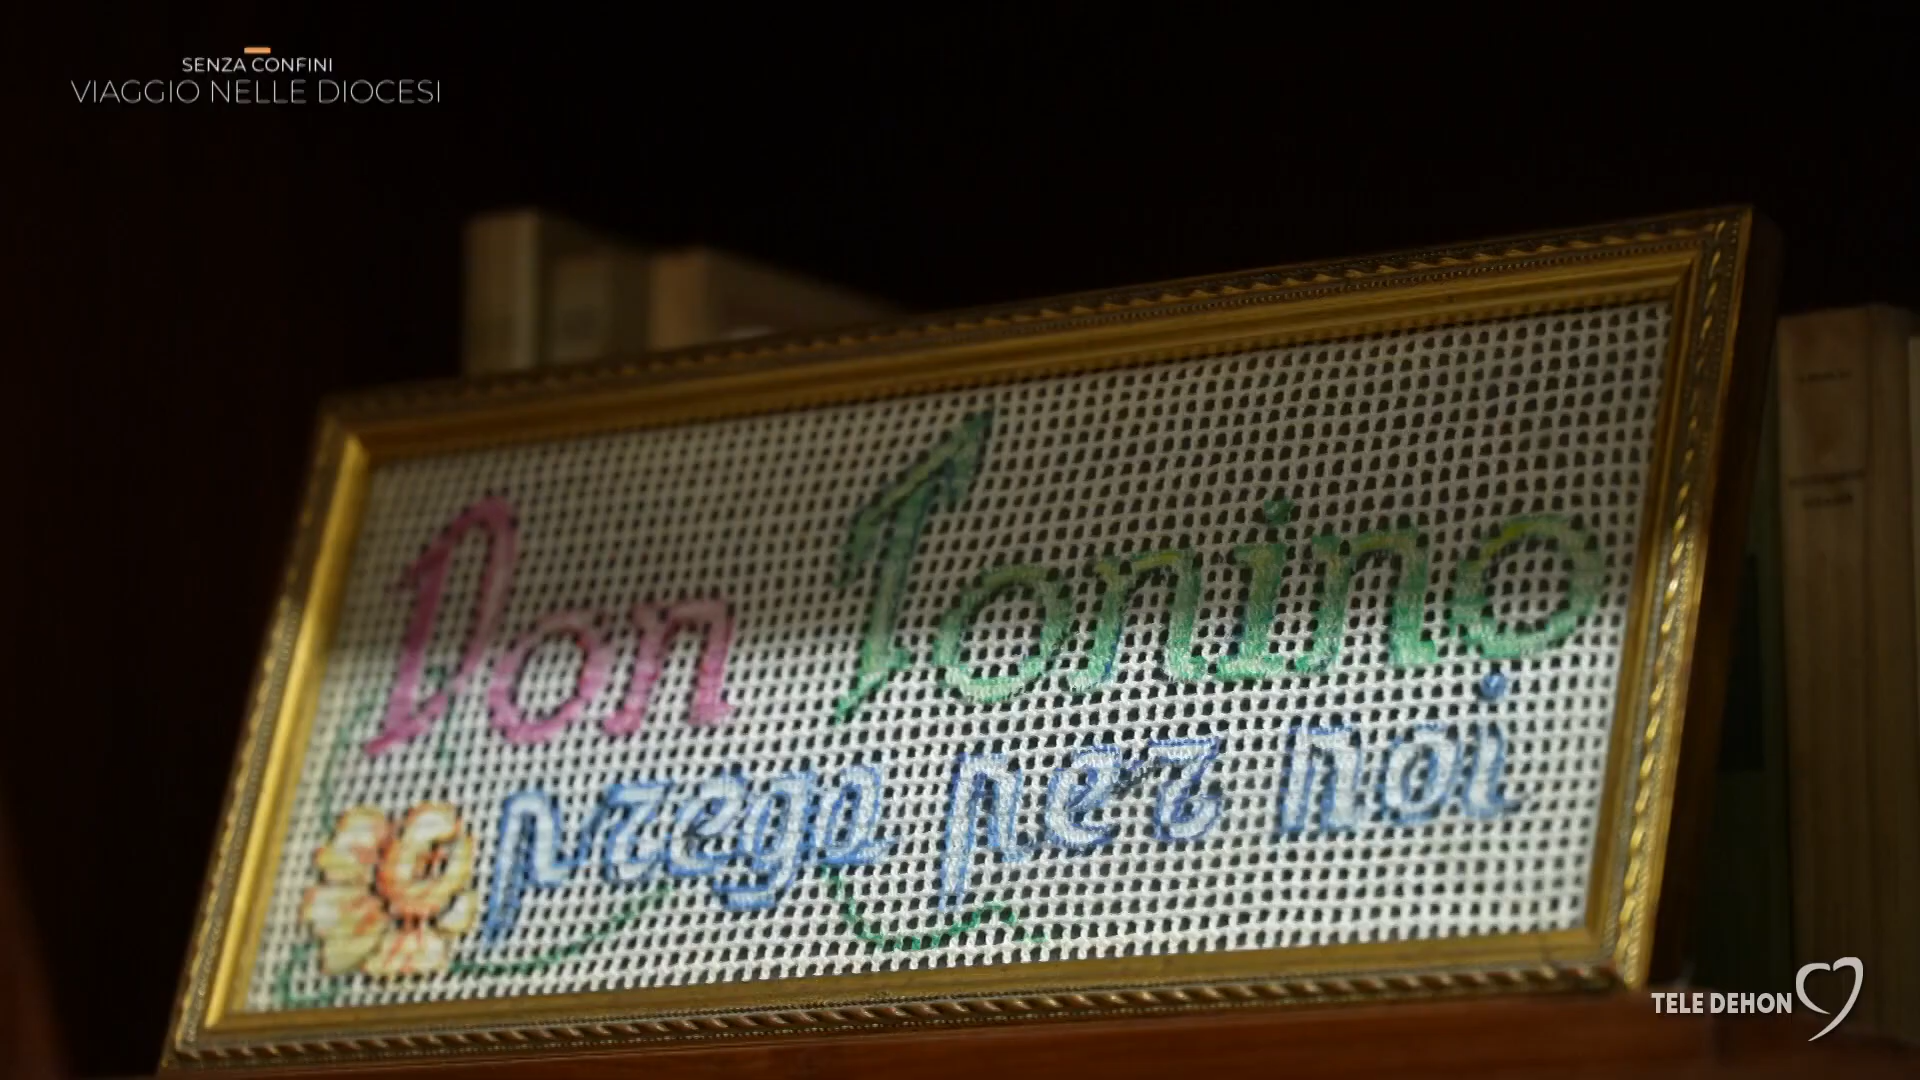 SENZA CONFINI
VIAGGIO NELLE DIOCESI
Don Tonino
prega per noi
TELE DEHON